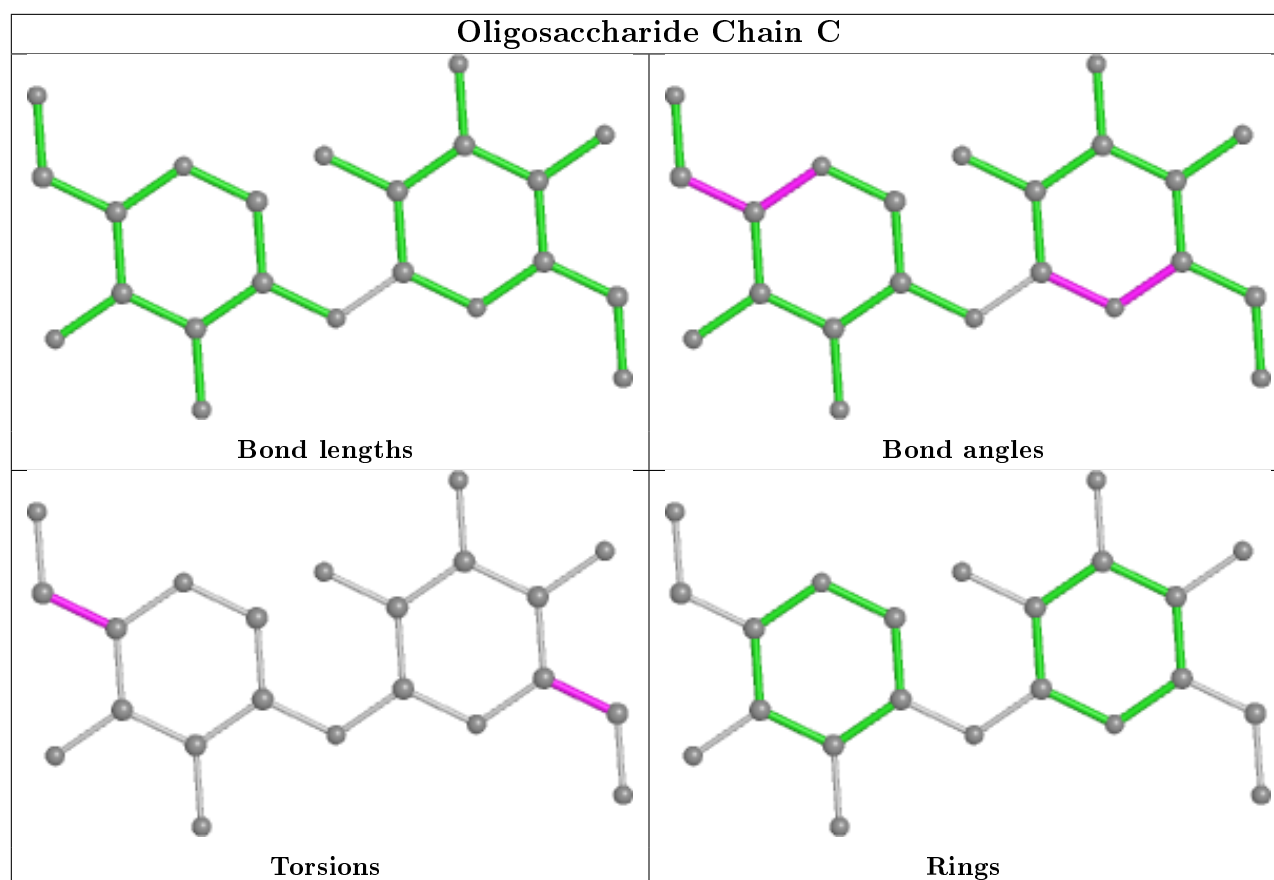 Oligosaccharide Chain C
Bond lengths
Bond angles
Torsions
Rings